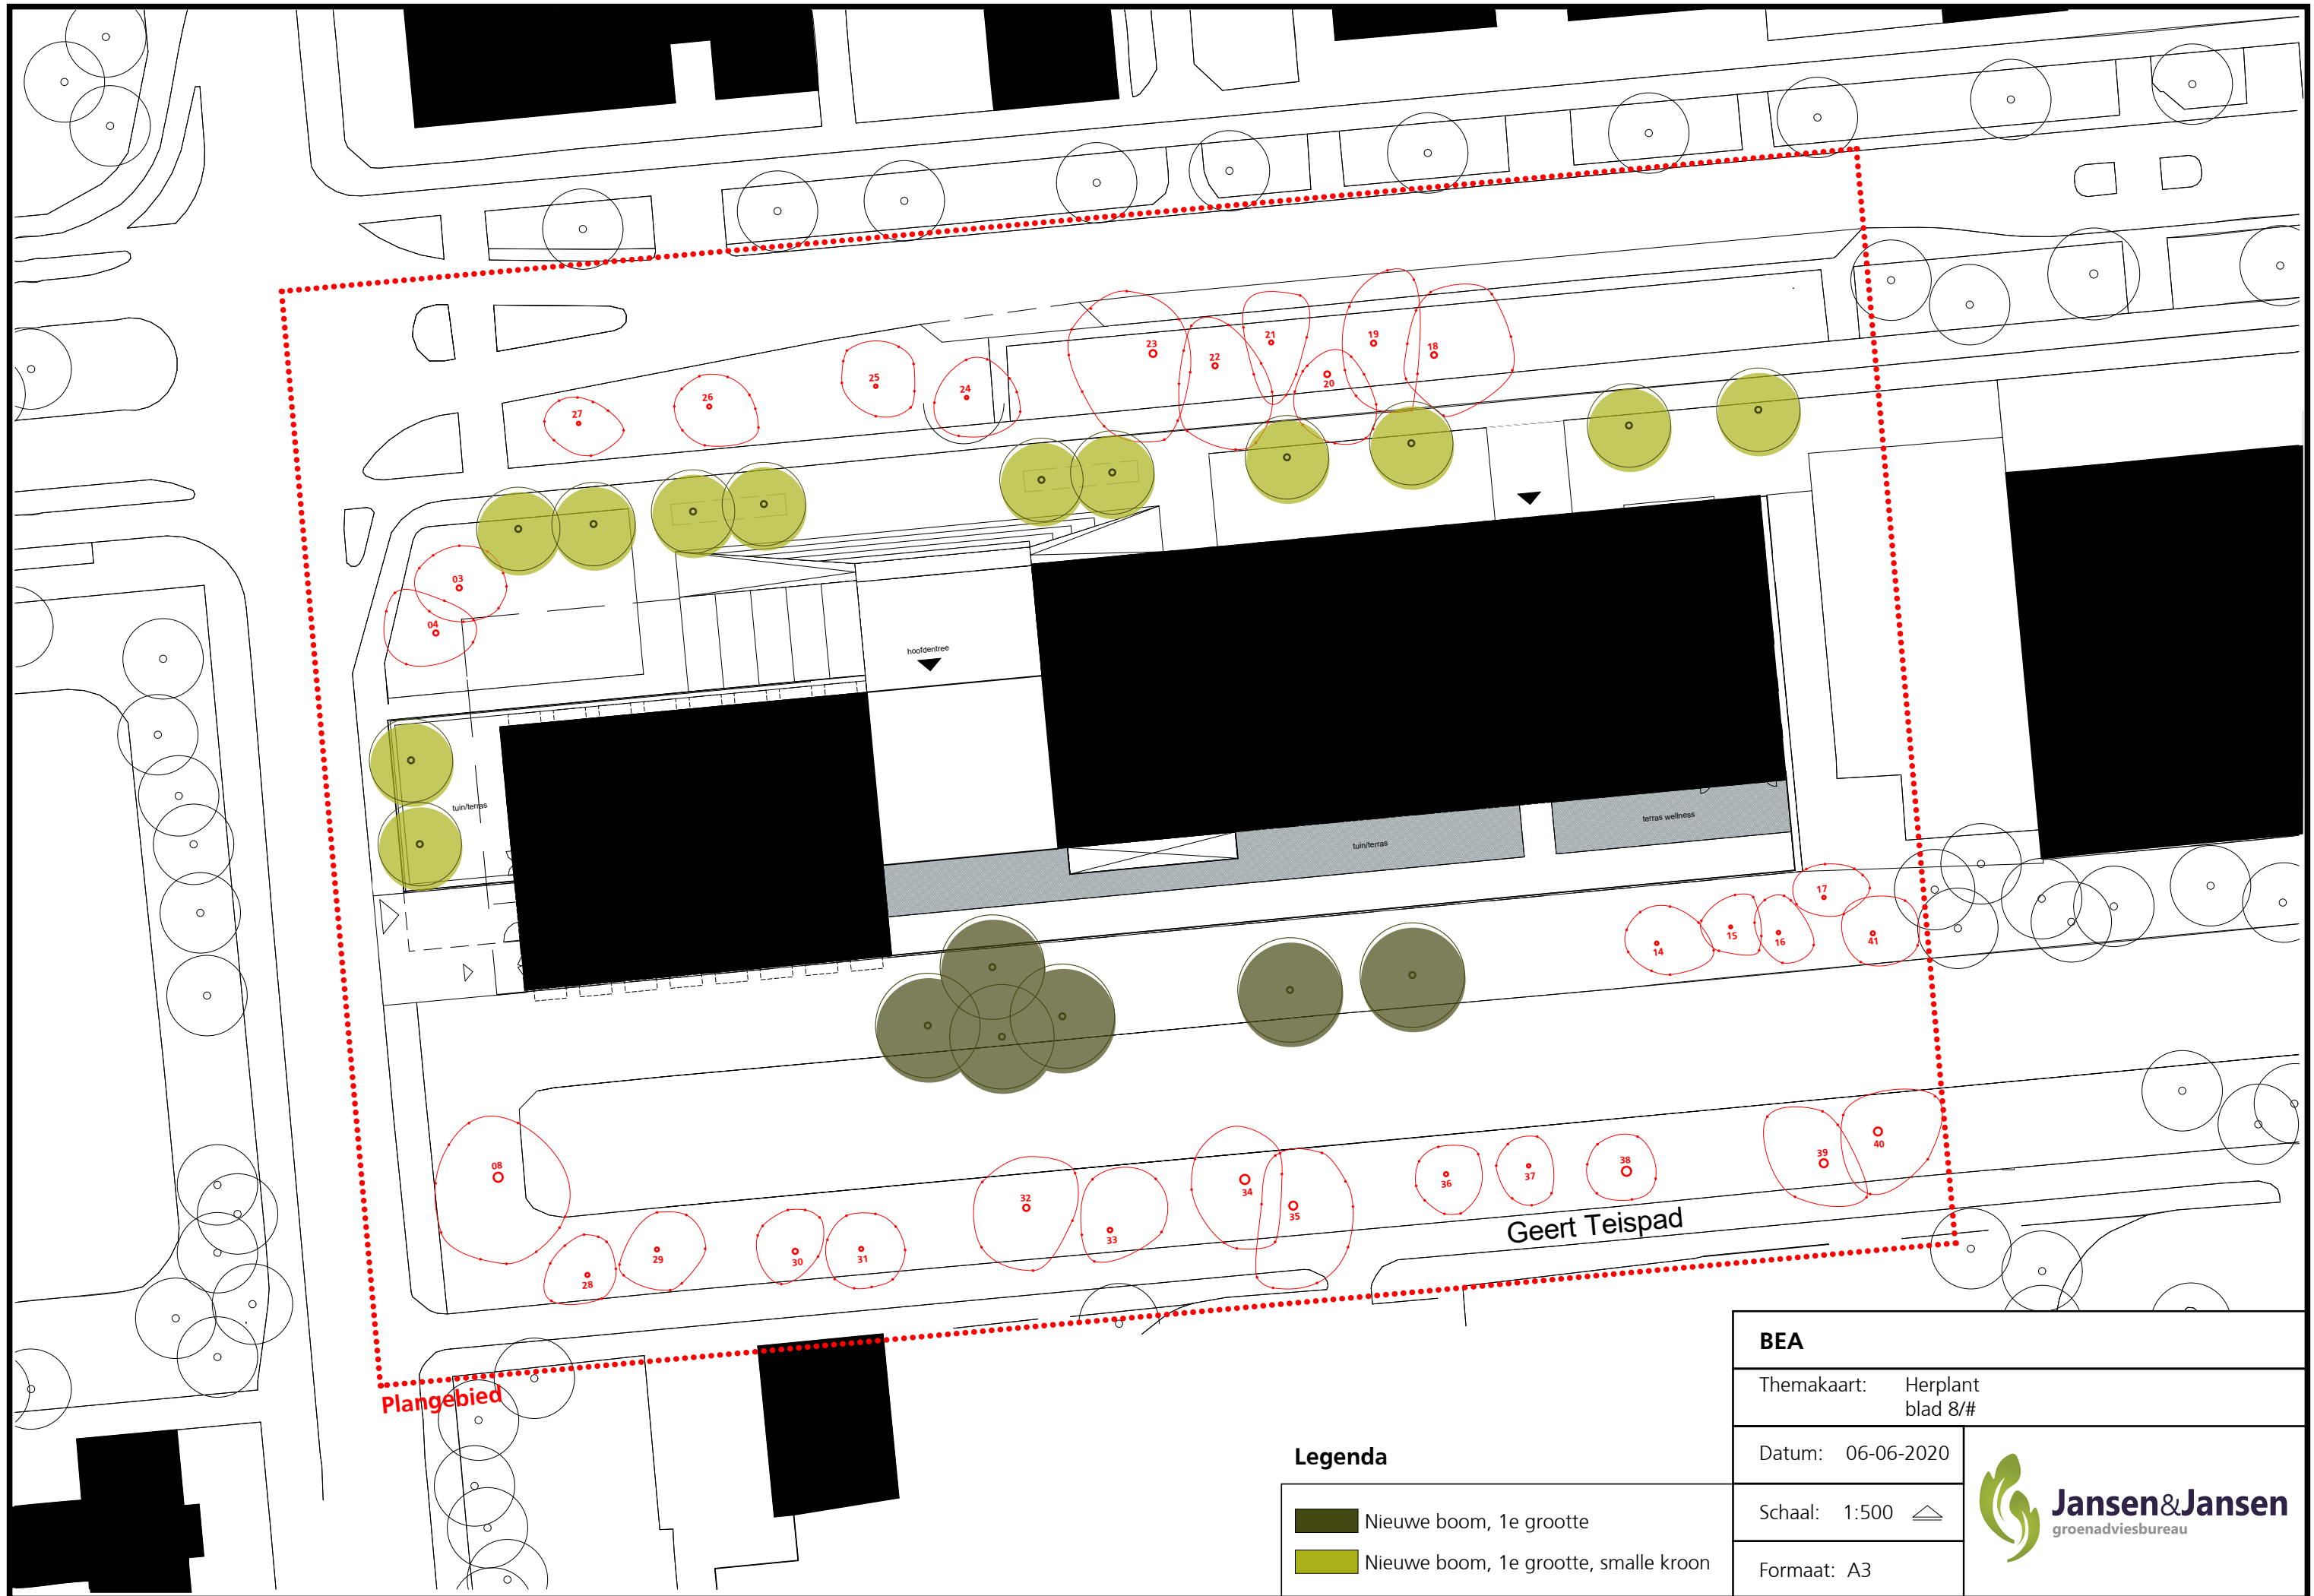 23
22
21
20
19
18
27
26
25
24
03
04
hoofdentree
tuin/terras
tuin/terras
terras wellness
17
14
15
16
41
08
28
29
30
31
32
33
34
35
36
37
38
39
40
Geert Teispad
Plangebied
Legenda
Nieuwe boom, 1e grootte
Nieuwe boom, 1e grootte, smalle kroon
BEA
Themakaart: Herplant
blad 8/#
Datum: 06-06-2020
Schaal: 1:500
Formaat: A3
Jansen&Jansen
groenadviesbureau